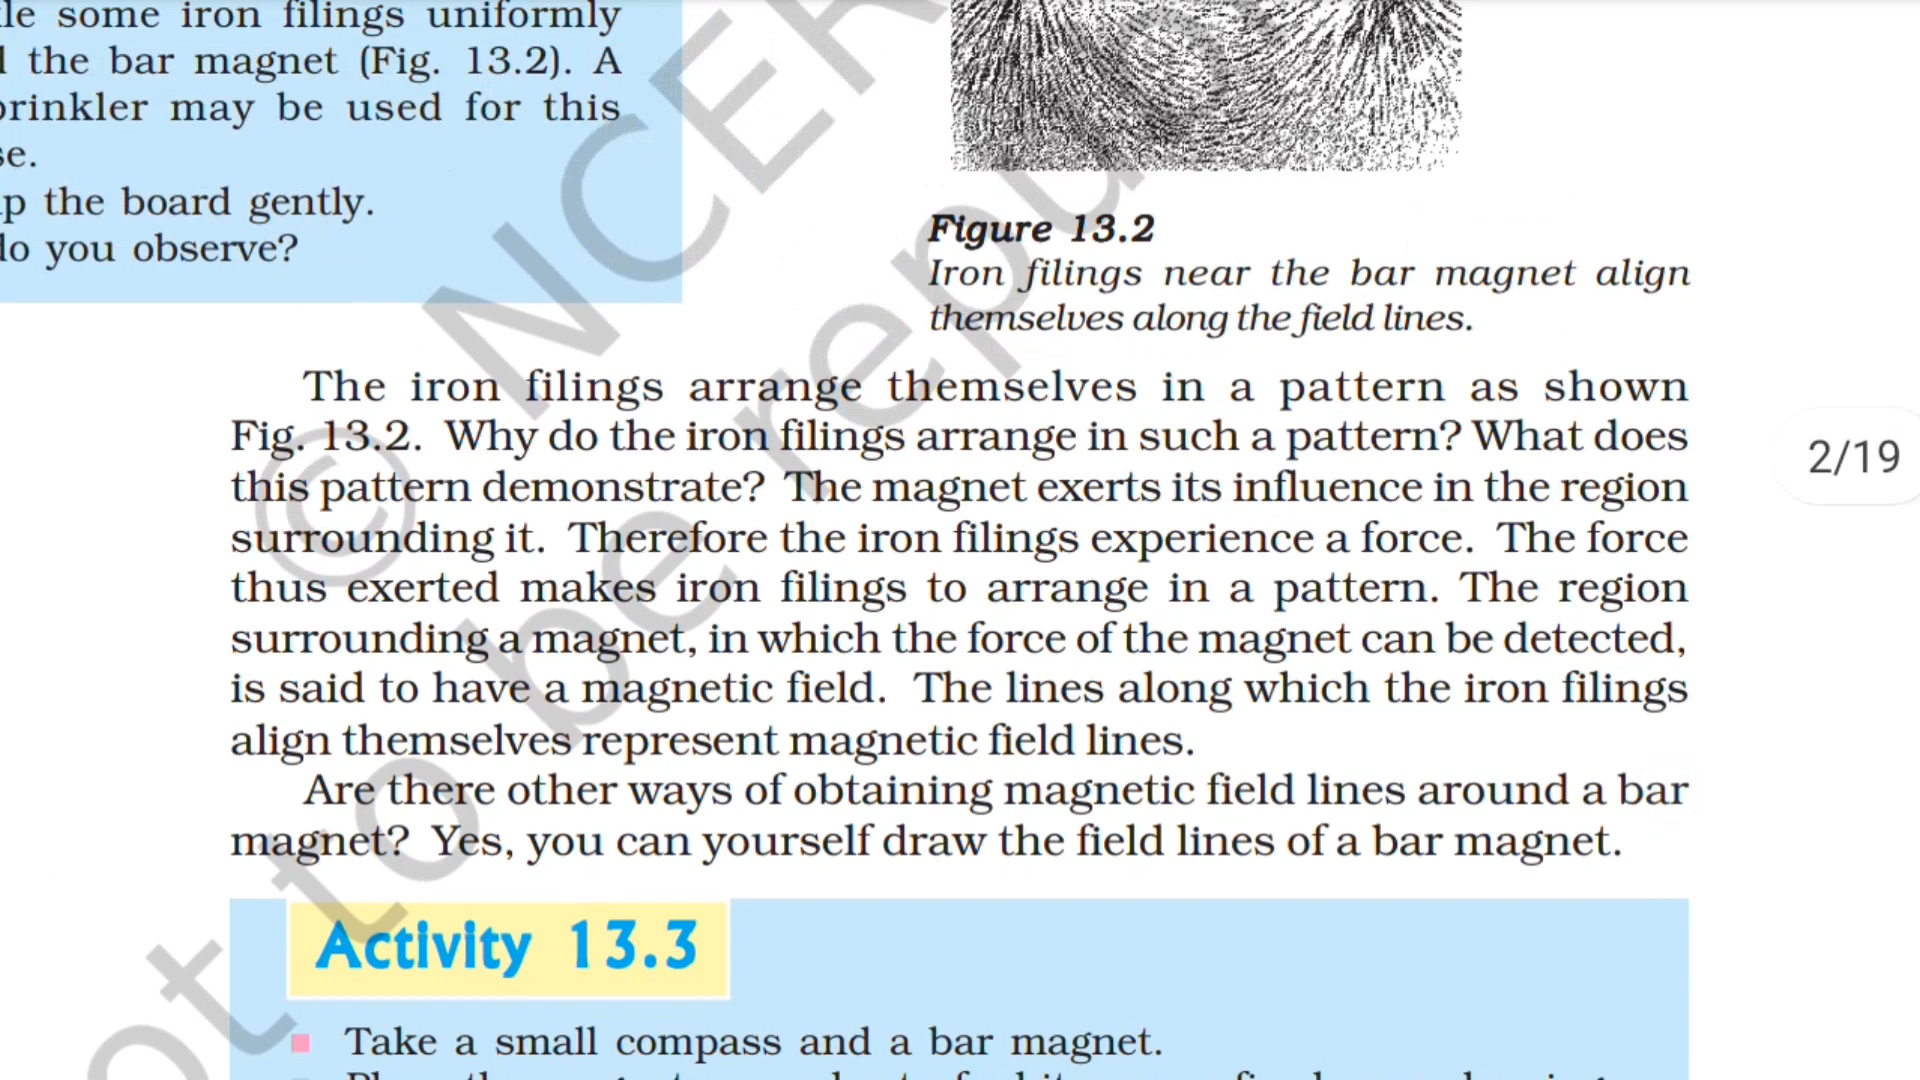 some iron filings uniformly
the bar magnet (Fig. 13.2). A
may be used for this
the board gently.
you observe?
Figure 13.2
Iron filings near the bar magnet align
themselves along the field lines.
The iron filings arrange themselves in a pattern as shown
Fig. 13.2. Why do the iron filings arrange in such a pattern? What does
this pattern demonstrate? The magnet exerts its influence in the region
surrounding it. Therefore the iron filings experience a force. The force
thus exerted makes iron filings to arrange in a pattern. The region
surrounding a magnet, in which the force of the magnet can be detected,
is said to have a magnetic field. The lines along which the iron filings
align themselves represent magnetic field lines.
Are there other ways of obtaining magnetic field lines around a bar
magnet? Yes, you can yourself draw the field lines of a bar magnet.
2/19
Activity 13.3
Take a small compass and a bar magnet.
© NCER
to be